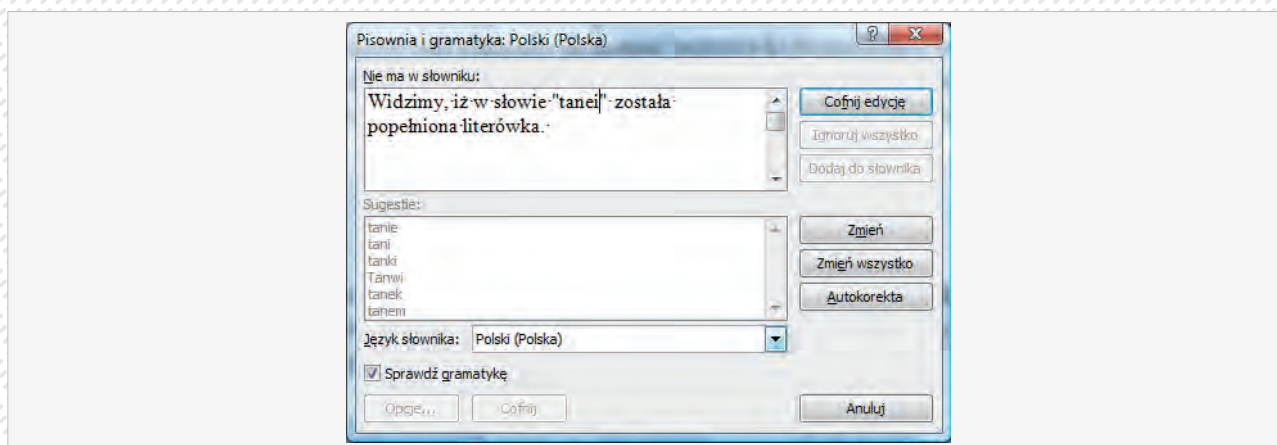 Pisownia i gramatyka: Polski (Polska)
Nie ma w słowniku:
Widzimy, iż w słowie "tanei" została
popełniona literówka.
Cofnij edycję
Ignoruj wszystko
Dodaj do słownika
Sugestie:
tanie
tani
tanki
Tanwi
tanek
tanem
Zmień
Zmień wszystko
Autokorekta
Język słownika: Polski (Polska)
Sprawdź gramatykę
Opcje... Cofnij Anuluj